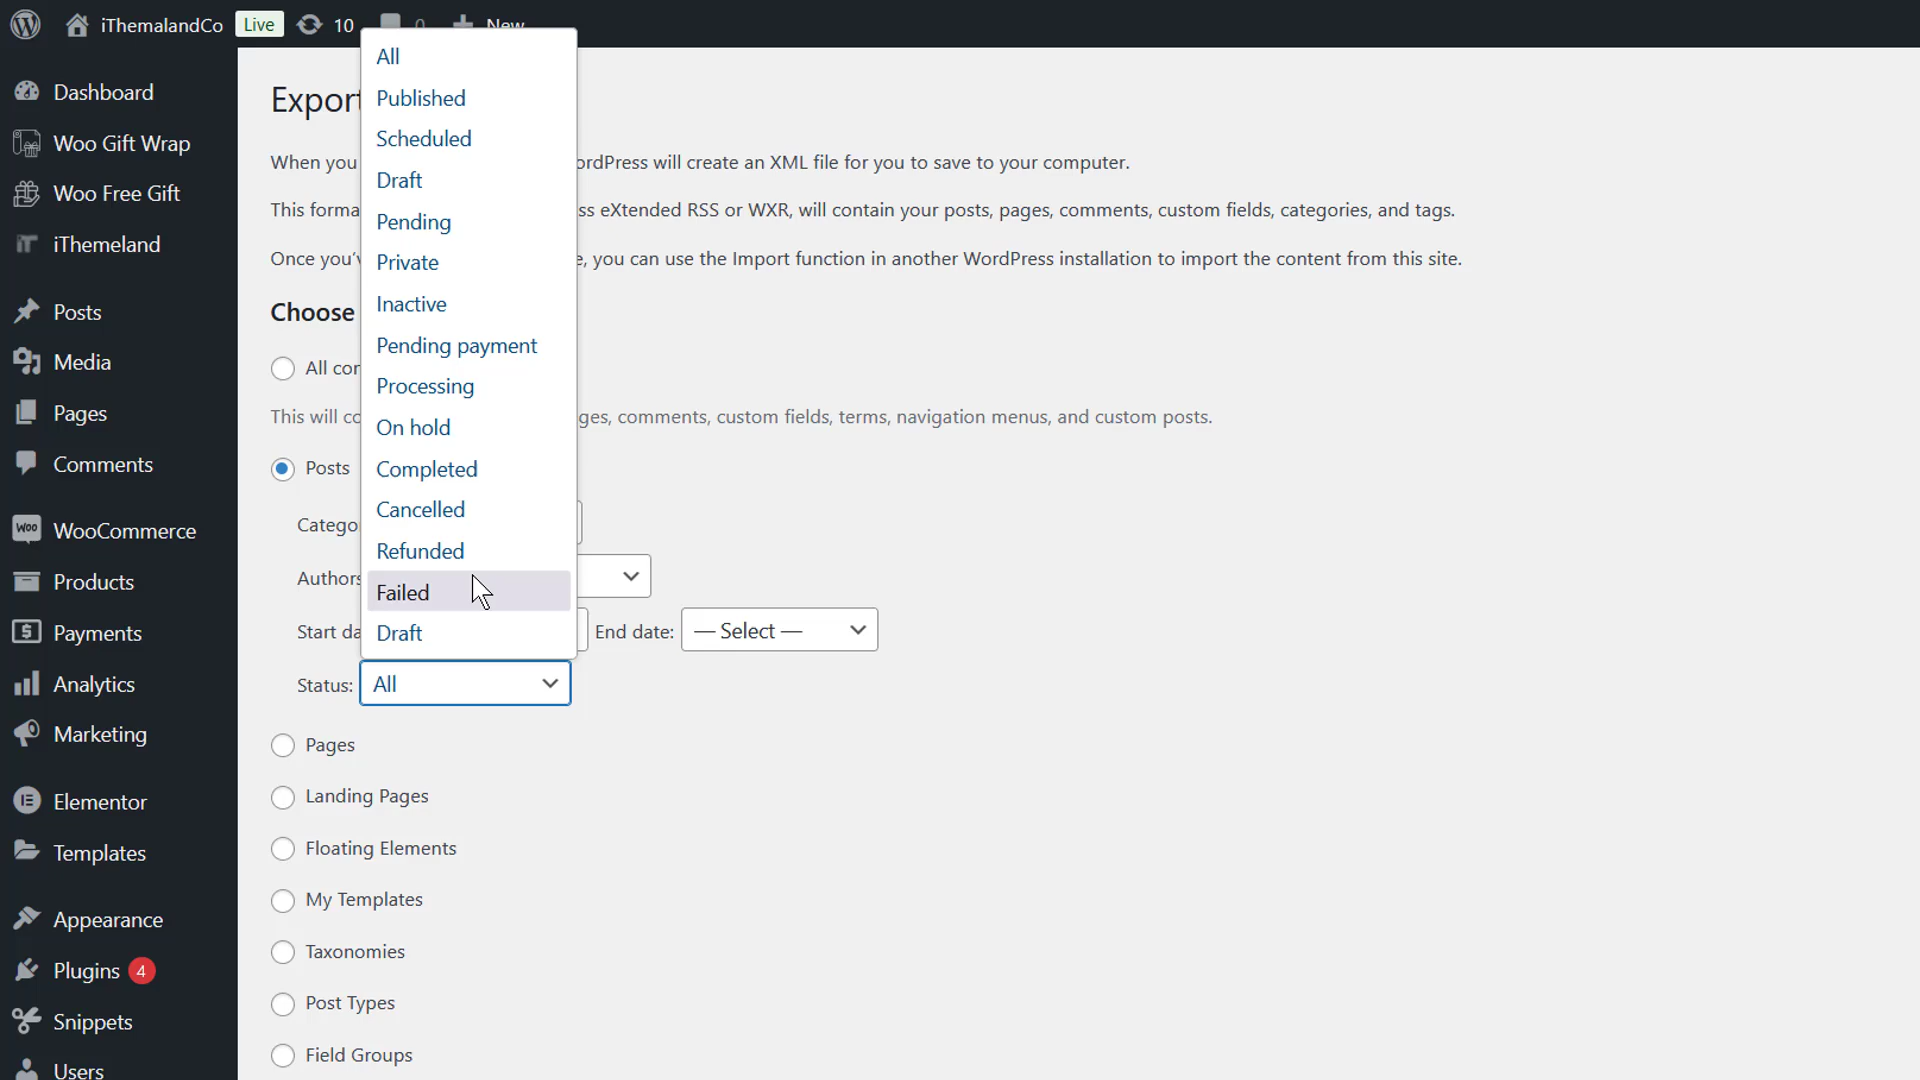 iThemalandCo Live 10 0 New
Dashboard
Woo Gift Wrap
Woo Free Gift
iThemeland
Posts
Media
Pages
Comments
WooCommerce
Products
Payments
Analytics
Marketing
Elementor
Templates
Appearance
Plugins 4
Snippets
Users
Export
When you ordPress will create an XML file for you to save to your computer.
This forma ss eXtended RSS or WXR, will contain your posts, pages, comments, custom fields, categories, and tags.
Once you'v e, you can use the Import function in another WordPress installation to import the content from this site.
Choose
All cor
This will co ges, comments, custom fields, terms, navigation menus, and custom posts.
Posts
Catego
Authors
Start da End date: — Select —
Status: All
All
Published
Scheduled
Draft
Pending
Private
Inactive
Pending payment
Processing
On hold
Completed
Cancelled
Refunded
Failed
Draft
Pages
Landing Pages
Floating Elements
My Templates
Taxonomies
Post Types
Field Groups